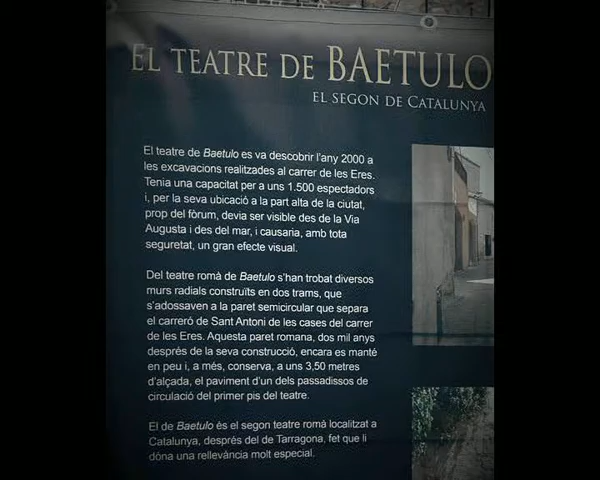 EL TEATRE DE BAETULO
EL SEGON DE CATALUNYA
El teatre de Baetulo es va descobrir l'any 2000 a
les excavacions realitzades al carrer de les Eres.
Tenia una capacitat per a uns 1.500 espectadors
i, per la seva ubicació a la part alta de la ciutat,
prop del fòrum, devia ser visible des de la Via
Augusta i des del mar, i causaria, amb tota
seguretat, un gran efecte visual.
Del teatre romà de Baetulo s'han trobat diversos
murs radials construïts en dos trams, que
s'adossaven a la paret semicircular que separa
el carreró de Sant Antoni de les cases del carrer
de les Eres. Aquesta paret romana, dos mil anys
després de la seva construcció, encara es manté
en peu i, a més, conserva, a uns 3,50 metres
d'alçada, el paviment d'un dels passadissos de
circulació del primer pis del teatre.
El de Baetulo és el segon teatre romà localitzat a
Catalunya, després del de Tarragona, fet que li
dóna una rellevància molt especial.